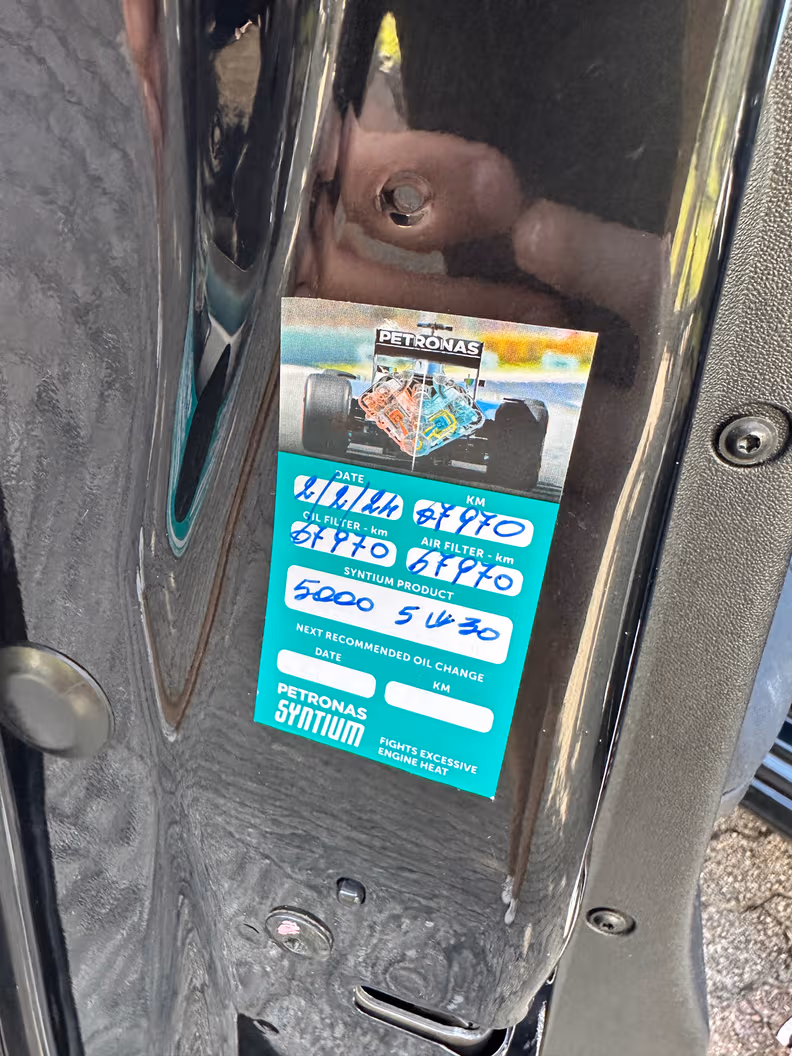 PETRONAS
DATE KM
2/2/24 67970
OIL FILTER - km AIR FILTER - km
67970 67970
SYNTIUM PRODUCT
5000 5W30
NEXT RECOMMENDED OIL CHANGE
DATE KM
PETRONAS
SYNTIUM
FIGHTS EXCESSIVE
ENGINE HEAT